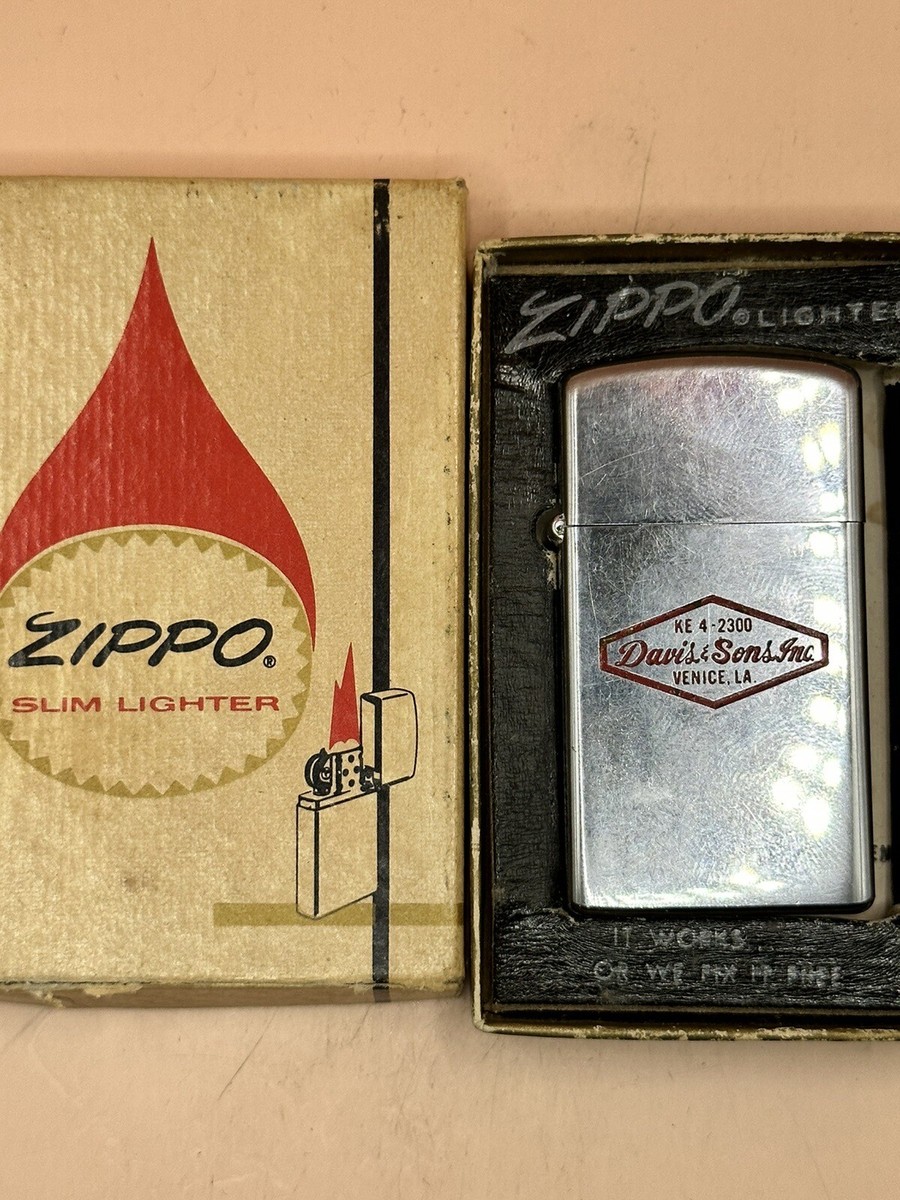 ZIPPO®
SLIM LIGHTER
ZIPPO® LIGHTER
KE 4-2300
Davis & Sons, Inc.
VENICE, LA.
IT WORKS
OR WE FIX IT FREE